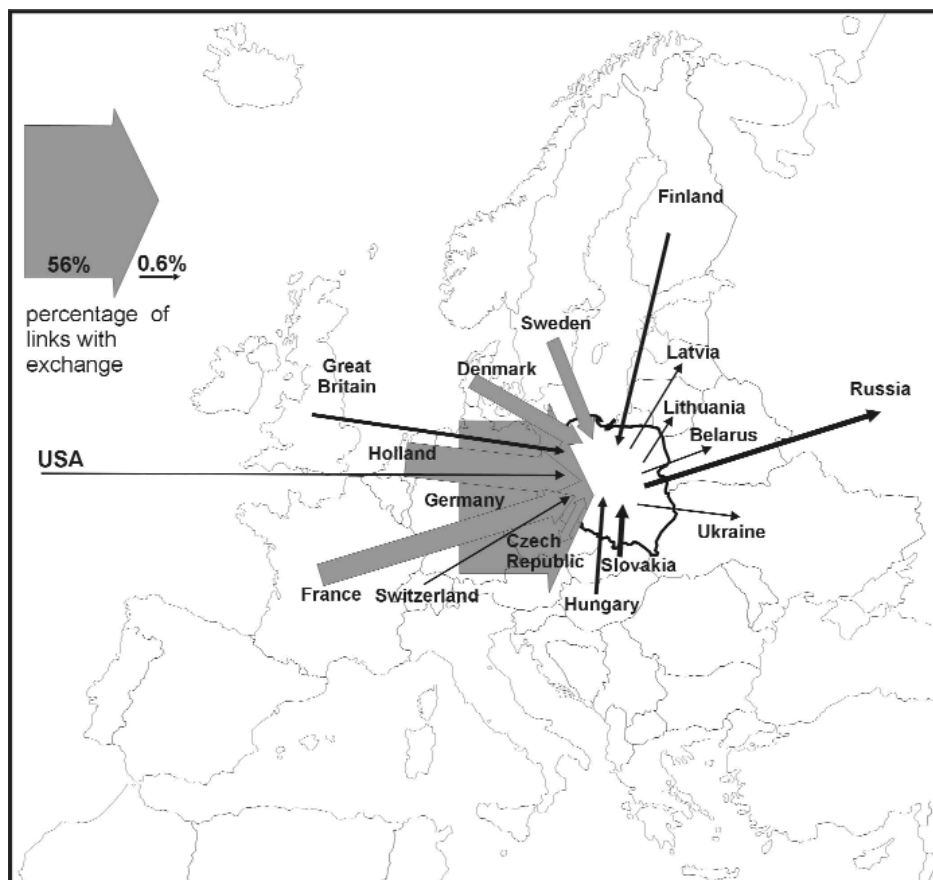 Finland
56%
0.6%
percentage of
links with
exchange
Sweden
Latvia
Great
Britain
Denmark
Russia
Lithuania
Belarus
Holland
USA
Germany
Ukraine
Czech
Republic
Slovakia
France
Switzerland
Hungary